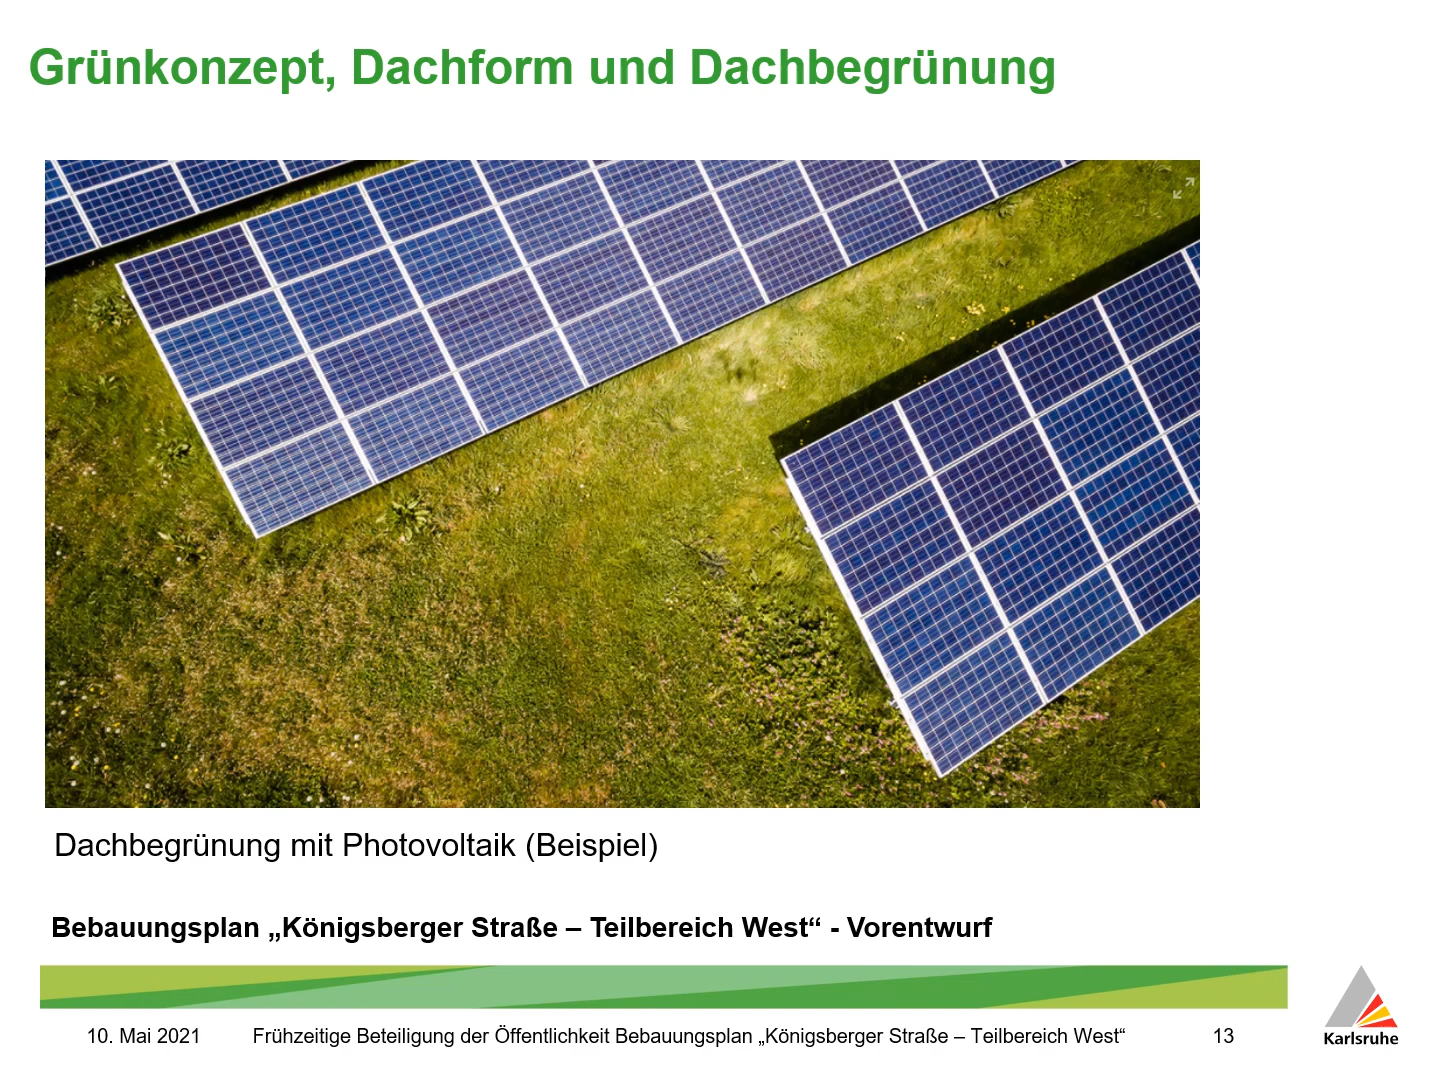 Grünkonzept, Dachform und Dachbegrünung
Dachbegrünung mit Photovoltaik (Beispiel)
Bebauungsplan „Königsberger Straße – Teilbereich West“ - Vorentwurf
10. Mai 2021 Frühzeitige Beteiligung der Öffentlichkeit Bebauungsplan „Königsberger Straße – Teilbereich West“ 13
Karlsruhe